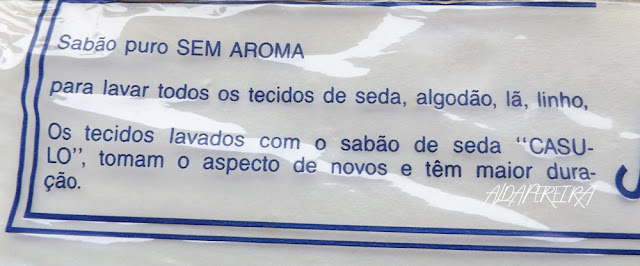 Sabão puro SEM AROMA
para lavar todos os tecidos de seda, algodão, lã, linho,
Os tecidos lavados com o sabão de seda “CASU-
LO”, tomam o aspecto de novos e têm maior dura-
ção.
ALDAPEREIRA